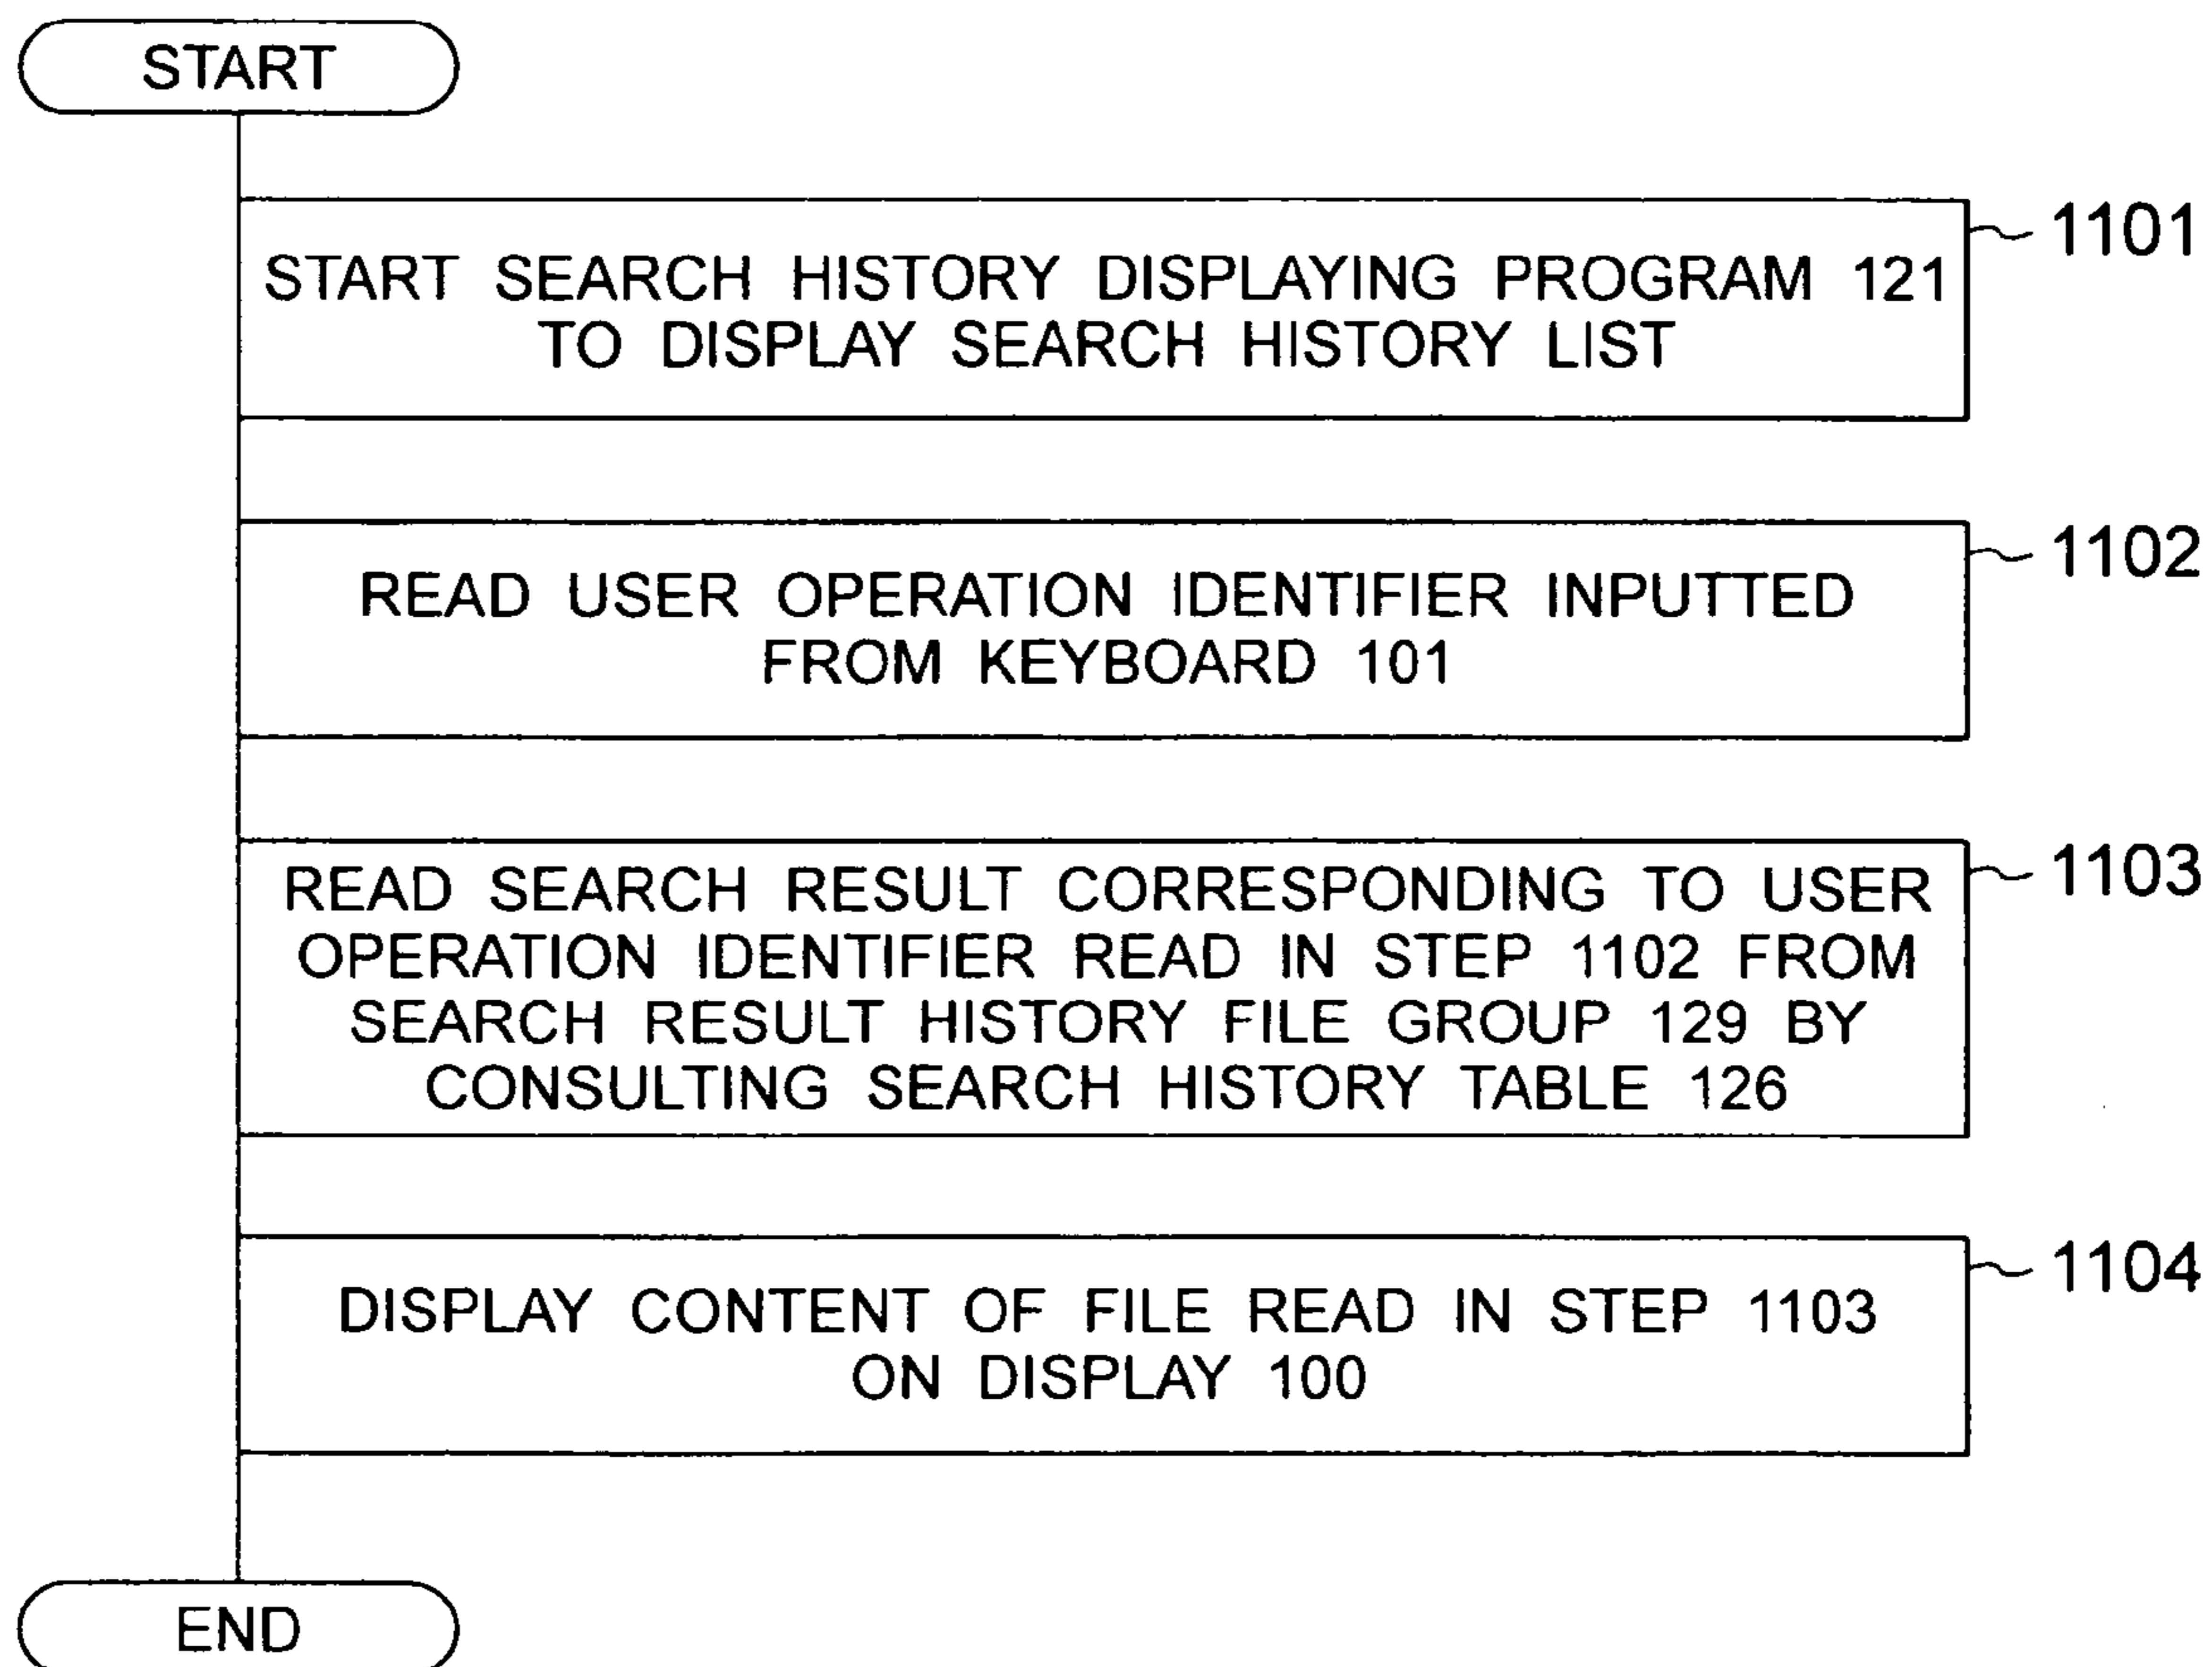 START
START SEARCH HISTORY DISPLAYING PROGRAM 121
TO DISPLAY SEARCH HISTORY LIST
1101
READ USER OPERATION IDENTIFIER INPUTTED
FROM KEYBOARD 101
1102
READ SEARCH RESULT CORRESPONDING TO USER
OPERATION IDENTIFIER READ IN STEP 1102 FROM
SEARCH RESULT HISTORY FILE GROUP 129 BY
CONSULTING SEARCH HISTORY TABLE 126
1103
DISPLAY CONTENT OF FILE READ IN STEP 1103
ON DISPLAY 100
1104
END